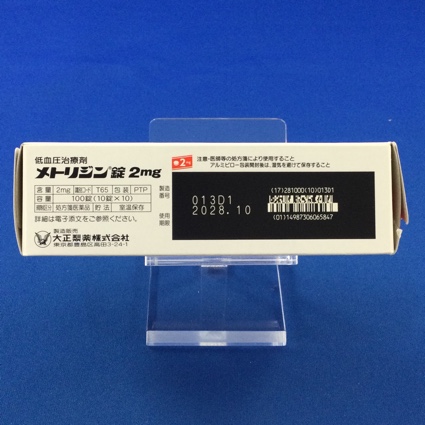 低血圧治療剤
メトリジン®錠2mg
含量 2mg 識別コード T65 包装 PTP
容量 100錠(10錠×10)
規制区分 処方箋医薬品 貯法 室温保存
詳細は電子添文をご参照ください。
製造販売
大正製薬株式会社
東京都豊島区高田3-24-1
2mg
注意-医師等の処方箋により使用すること
アルミピロー包装開封後は、湿気を避けて保存すること
製造番号
013D1
使用期限
2028.10
(17)281000(10)01301
(01)14987306065847